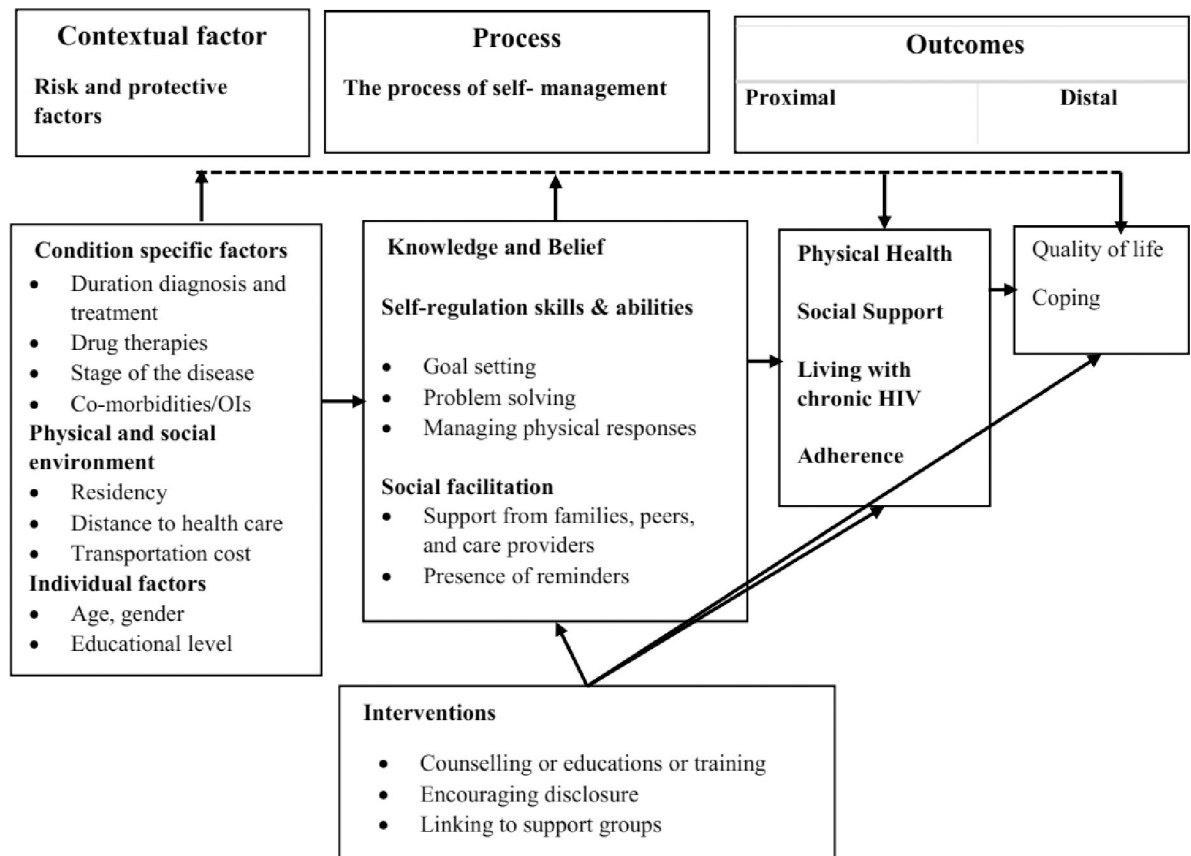 Contextual factor
Risk and protective
factors
Process
The process of self- management
Outcomes
Proximal
Distal
Condition specific factors
• Duration diagnosis and
treatment
• Drug therapies
• Stage of the disease
• Co-morbidities/OIs
Physical and social
environment
• Residency
• Distance to health care
• Transportation cost
Individual factors
• Age, gender
• Educational level
Knowledge and Belief
Self-regulation skills & abilities
• Goal setting
• Problem solving
• Managing physical responses
Social facilitation
• Support from families, peers,
and care providers
• Presence of reminders
Physical Health
Social Support
Living with
chronic HIV
Adherence
Quality of life
Coping
Interventions
• Counselling or educations or training
• Encouraging disclosure
• Linking to support groups